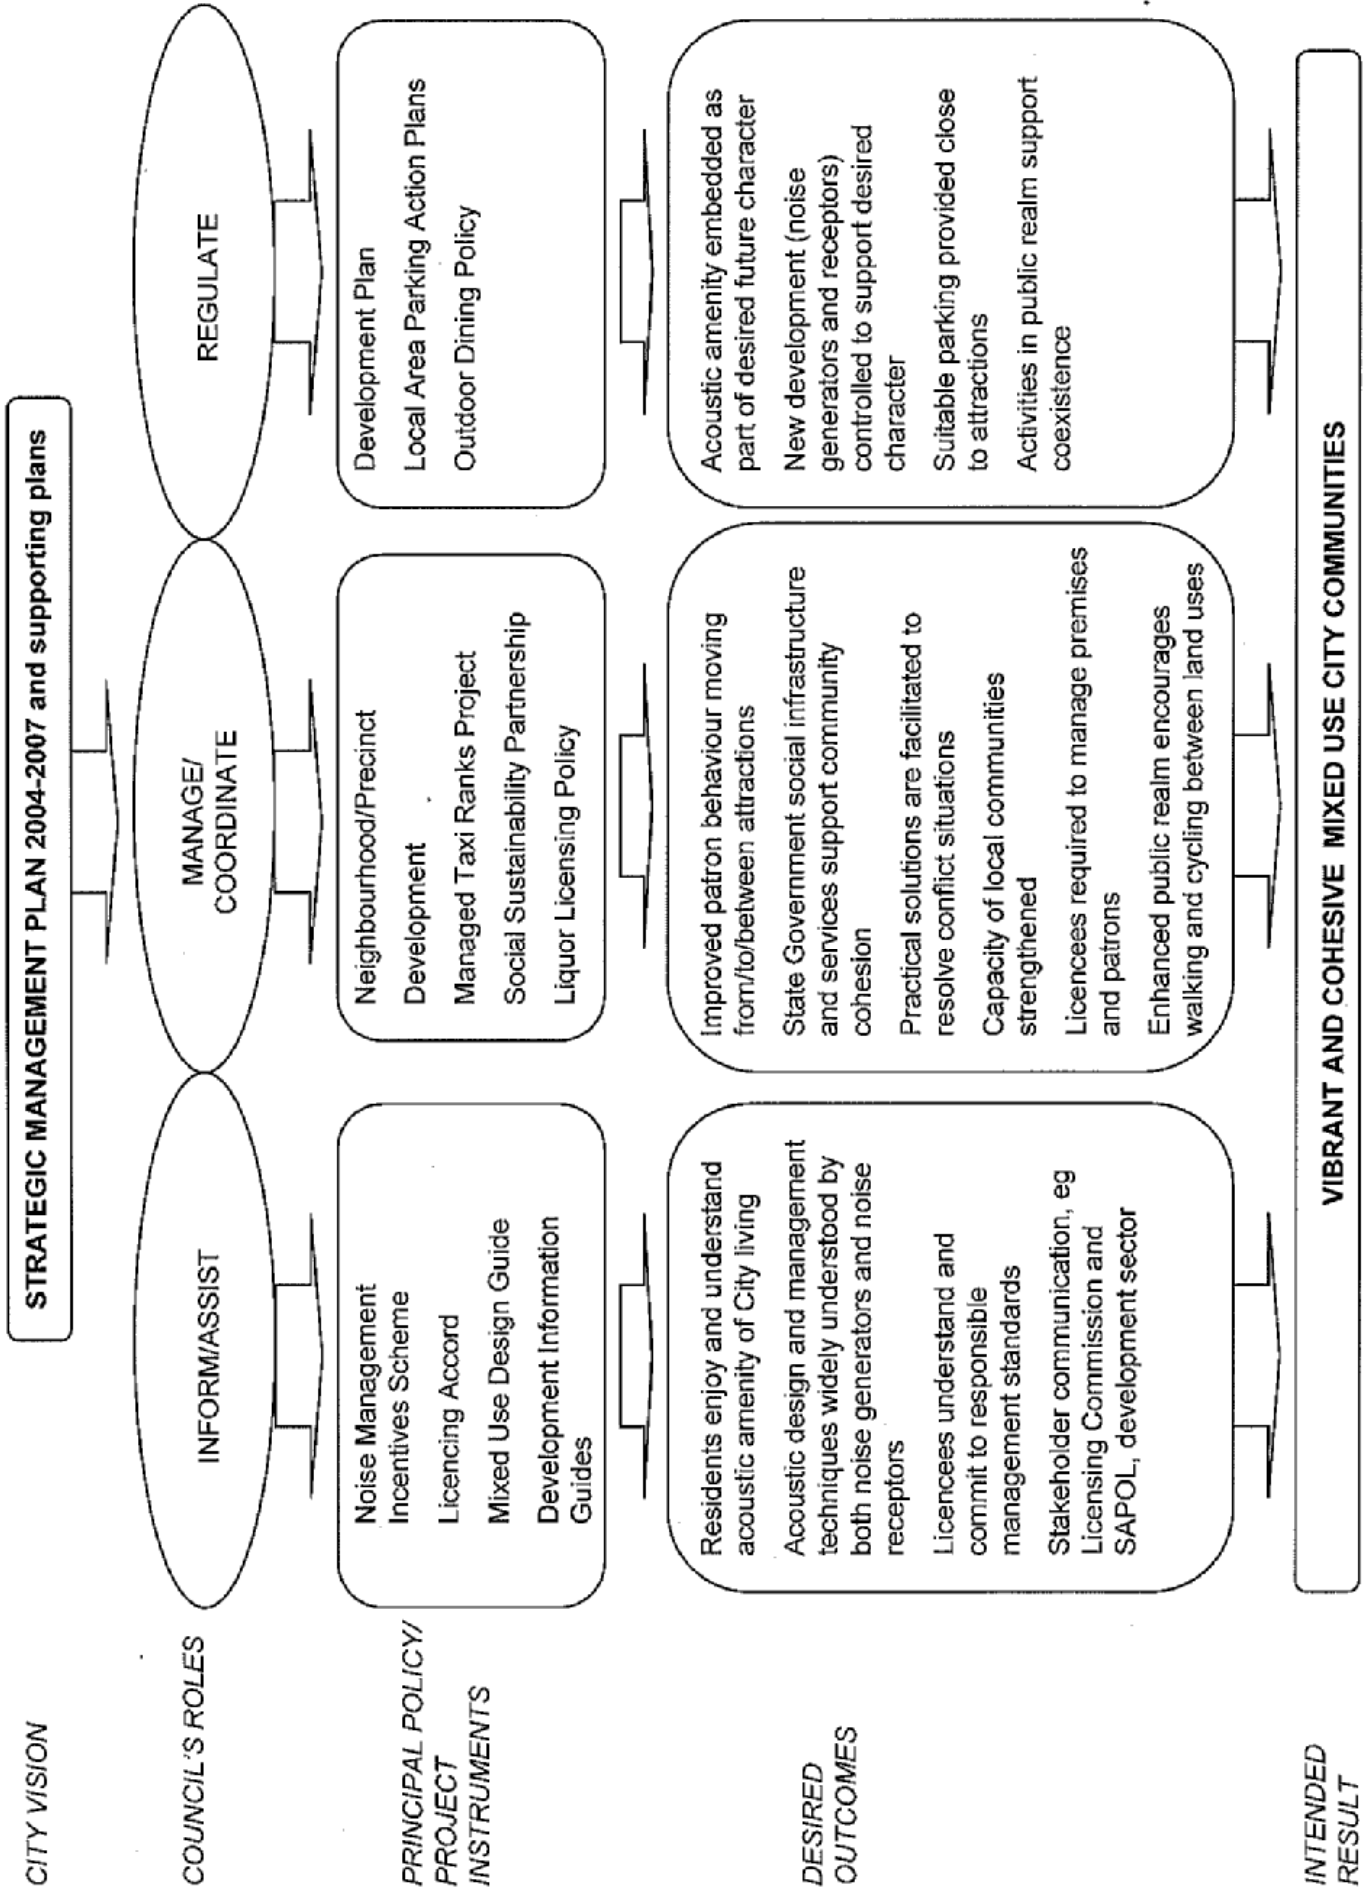 CITY VISION
STRATEGIC MANAGEMENT PLAN 2004-2007 and supporting plans
COUNCIL'S ROLES
INFORM/ASSIST
MANAGE/
COORDINATE
REGULATE
PRINCIPAL POLICY/
PROJECT
INSTRUMENTS
Noise Management
Incentives Scheme
Licencing Accord
Mixed Use Design Guide
Development Information
Guides
Neighbourhood/Precinct
Development
Managed Taxi Ranks Project
Social Sustainability Partnership
Liquor Licensing Policy
Development Plan
Local Area Parking Action Plans
Outdoor Dining Policy
DESIRED
OUTCOMES
Residents enjoy and understand
acoustic amenity of City living
Acoustic design and management
techniques widely understood by
both noise generators and noise
receptors
Licencees understand and
commit to responsible
management standards
Stakeholder communication, eg
Licensing Commission and
SAPOL, development sector
Improved patron behaviour moving
from/to/between attractions
State Government social infrastructure
and services support community
cohesion
Practical solutions are facilitated to
resolve conflict situations
Capacity of local communities
strengthened
Licencees required to manage premises
and patrons
Enhanced public realm encourages
walking and cycling between land uses
Acoustic amenity embedded as
part of desired future character
New development (noise
generators and receptors)
controlled to support desired
character
Suitable parking provided close
to attractions
Activities in public realm support
coexistence
INTENDED
RESULT
VIBRANT AND COHESIVE MIXED USE CITY COMMUNITIES